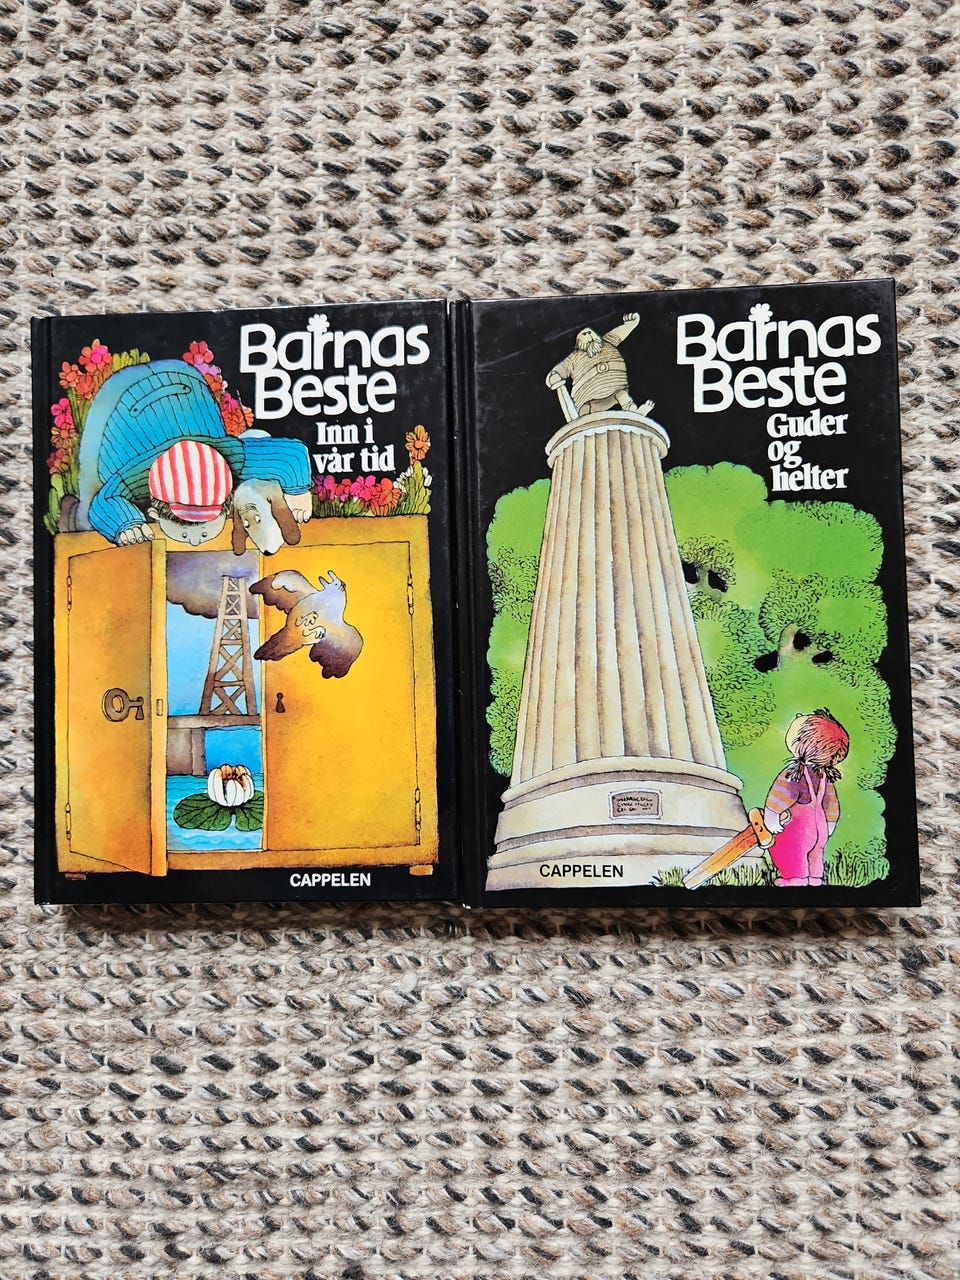 Barnas
Beste
Inn i
vår tid
CAPPELEN
Barnas
Beste
Guder
og
helter
CAPPELEN